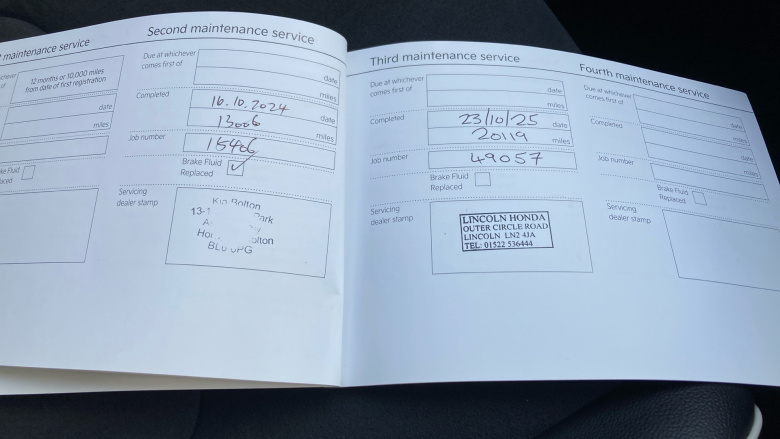 maintenance service
12 months or 10,000 miles
from date of first registration
date
miles
Second maintenance service
Due at whichever
comes first of
date
miles
Completed
16.10.2024
date
13006
miles
Job number
15406
Brake Fluid
Replaced
Servicing
dealer stamp
Bolton
13-
Park
Third maintenance service
Due at whichever
comes first of
date
miles
Completed
23/10/25
date
20119
miles
Job number
49057
Brake Fluid
Replaced
Servicing
dealer stamp
LINCOLN HONDA
OUTER CIRCLE ROAD
LINCOLN LN2 4JA
TEL: 01522 536444
Fourth maintenance service
Due at whichever
comes first of
date
miles
Completed
date
miles
Job number
Brake Fluid
Replaced
Servicing
dealer stamp